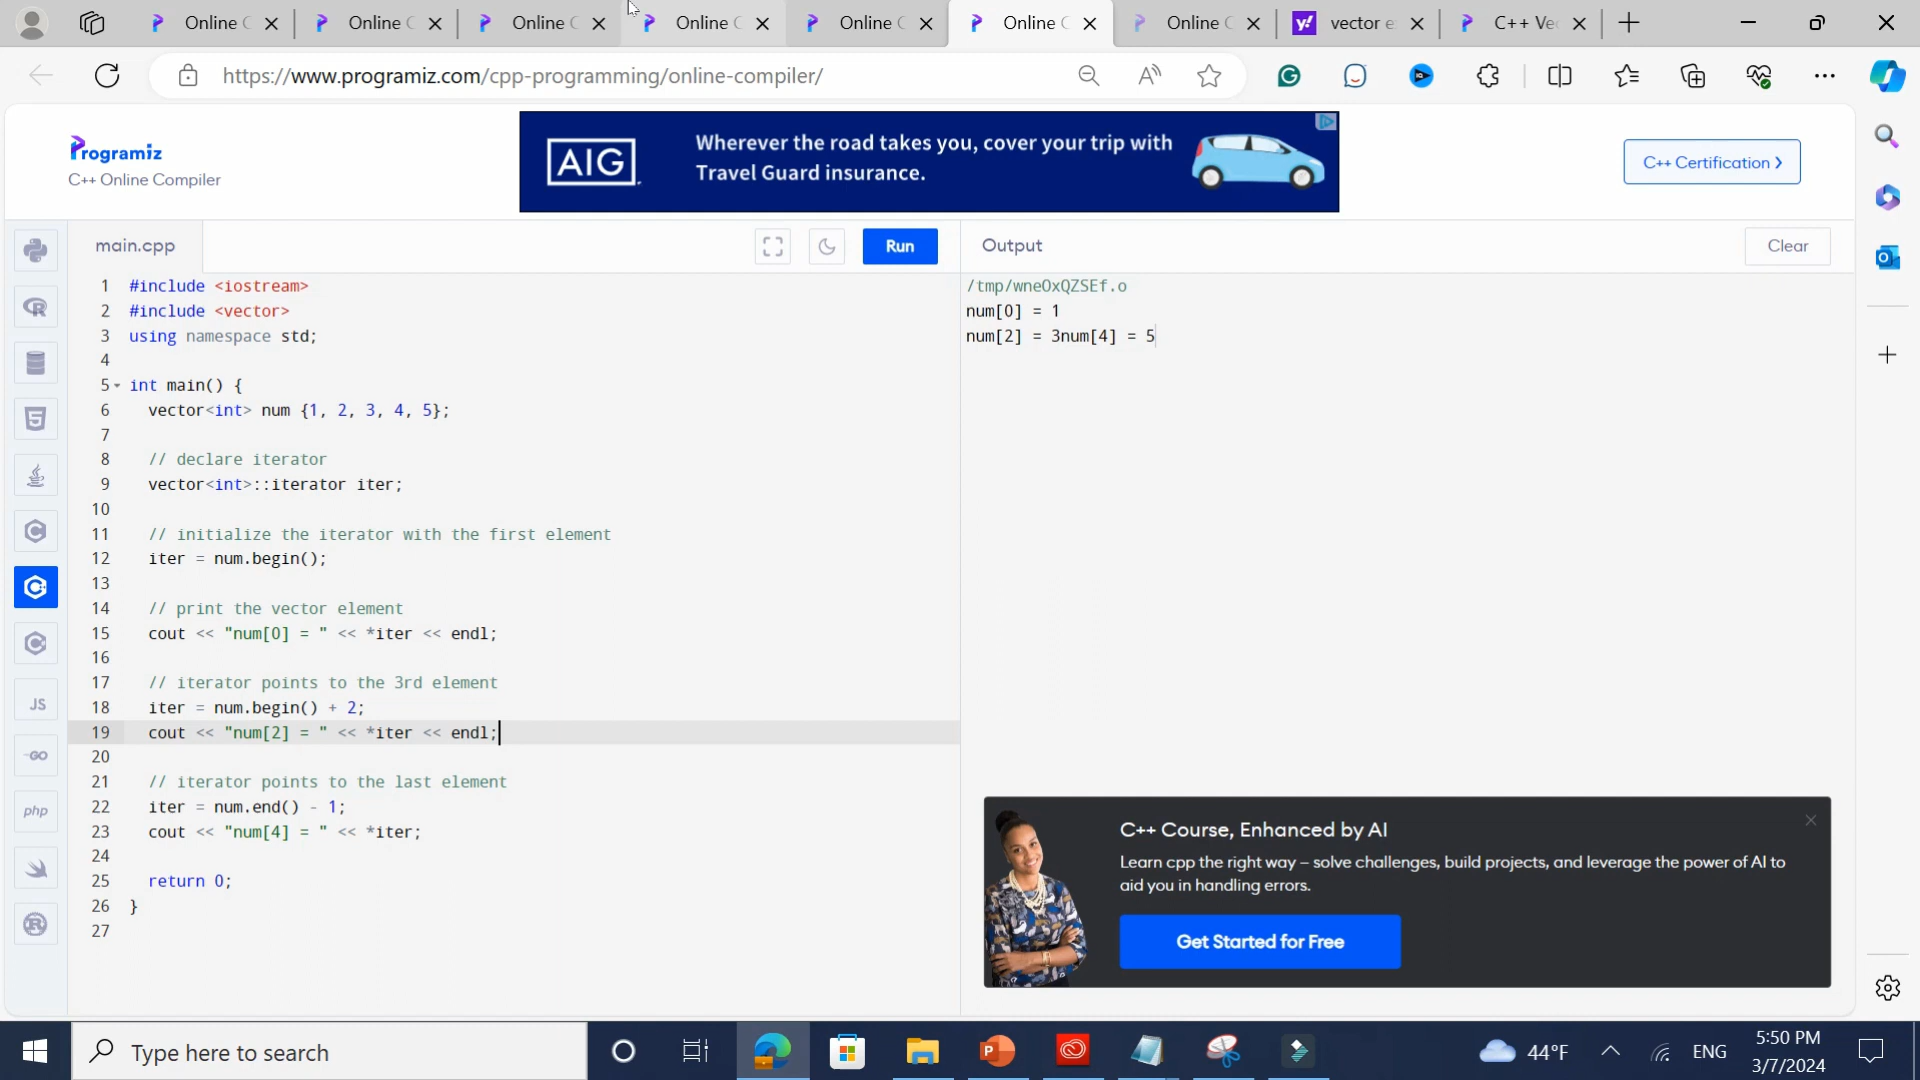 Online C
Online C
Online C
Online C
Online C
Online C
Online C
vector e
C++ Vec
https://www.programiz.com/cpp-programming/online-compiler/
Programiz
C++ Online Compiler
AIG
Wherever the road takes you, cover your trip with
Travel Guard insurance.
C++ Certification
main.cpp
Run
Output
Clear
1 #include <iostream>
2 #include <vector>
3 using namespace std;
4
5 int main() {
6 vector<int> num {1, 2, 3, 4, 5};
7
8 // declare iterator
9 vector<int>::iterator iter;
10
11 // initialize the iterator with the first element
12 iter = num.begin();
13
14 // print the vector element
15 cout << "num[0] = " << *iter << endl;
16
17 // iterator points to the 3rd element
18 iter = num.begin() + 2;
19 cout << "num[2] = " << *iter << endl;
20
21 // iterator points to the last element
22 iter = num.end() - 1;
23 cout << "num[4] = " << *iter;
24
25 return 0;
26 }
27
JS
GO
php
/tmp/wneOxQZSEf.o
num[0] = 1
num[2] = 3num[4] = 5
C++ Course, Enhanced by AI
Learn cpp the right way – solve challenges, build projects, and leverage the power of AI to
aid you in handling errors.
Get Started for Free
Type here to search
44°F
ENG
5:50 PM
3/7/2024